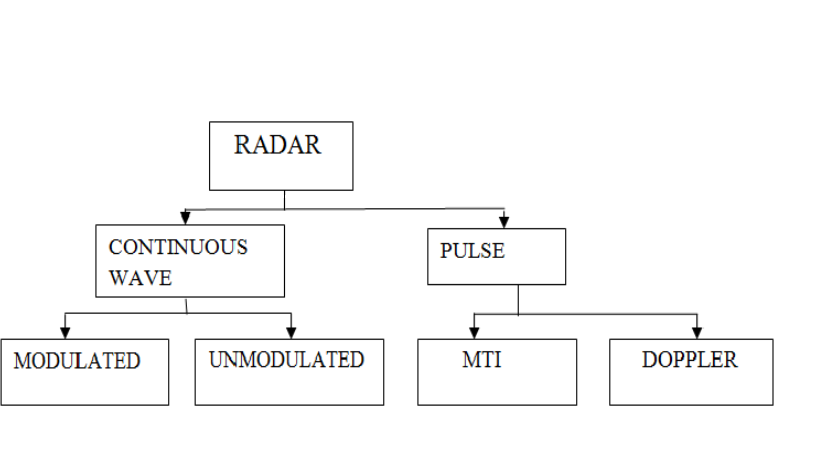 RADAR
CONTINUOUS
WAVE
PULSE
MODULATED
UNMODULATED
MTI
DOPPLER